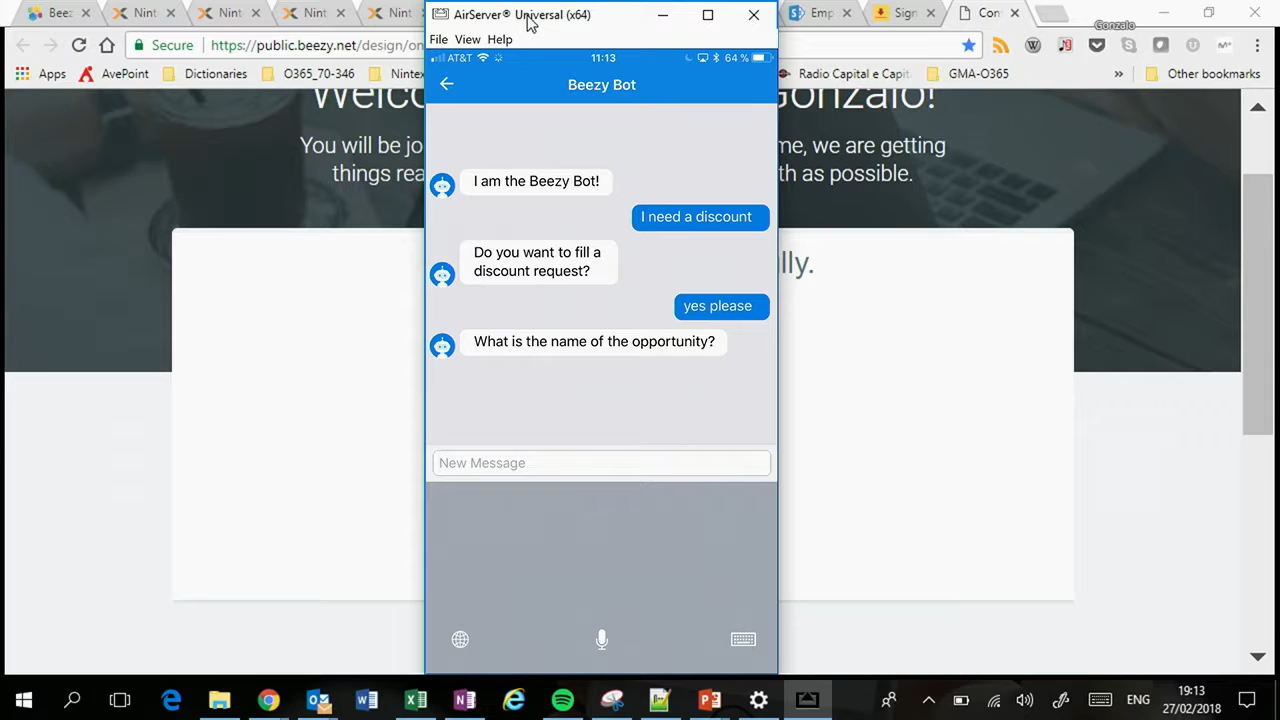 Beez
Nint
Nint
Nint
Nint
AirServer® Universal (x64)
Emp
Sign
Con
Gonzalo
File View Help
Secure
https://public.beezy.net/design/on
AT&T
11:13
64 %
Apps
AvePoint
Dictionaries
O365_70-346
Nintex
Beezy Bot
Radio Capital e Capit
GMA-O365
»
Other bookmarks
Welco
Gonzalo!
You will be jo
me, we are getting
things rea
th as possible.
I am the Beezy Bot!
I need a discount
Do you want to fill a
discount request?
lly.
yes please
What is the name of the opportunity?
New Message
ENG
19:13
27/02/2018